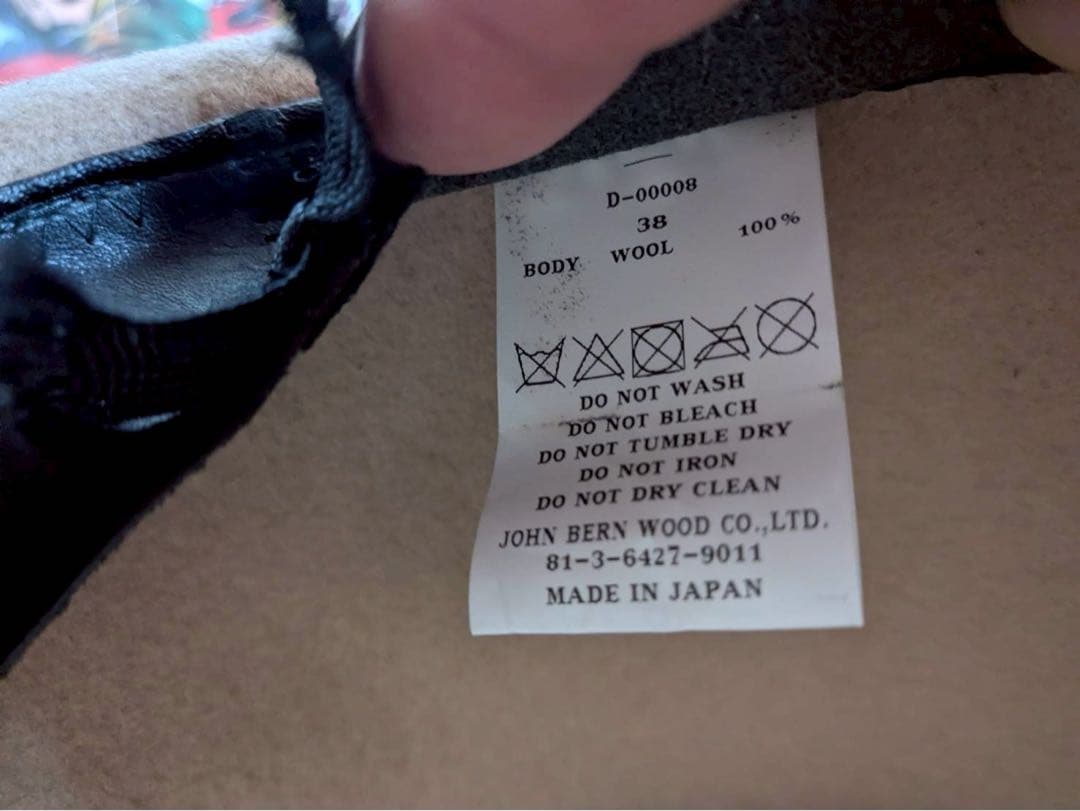 D-00008
38
BODY WOOL 100%
DO NOT WASH
DO NOT BLEACH
DO NOT TUMBLE DRY
DO NOT IRON
DO NOT DRY CLEAN
JOHN BERN WOOD CO.,LTD.
81-3-6427-9011
MADE IN JAPAN